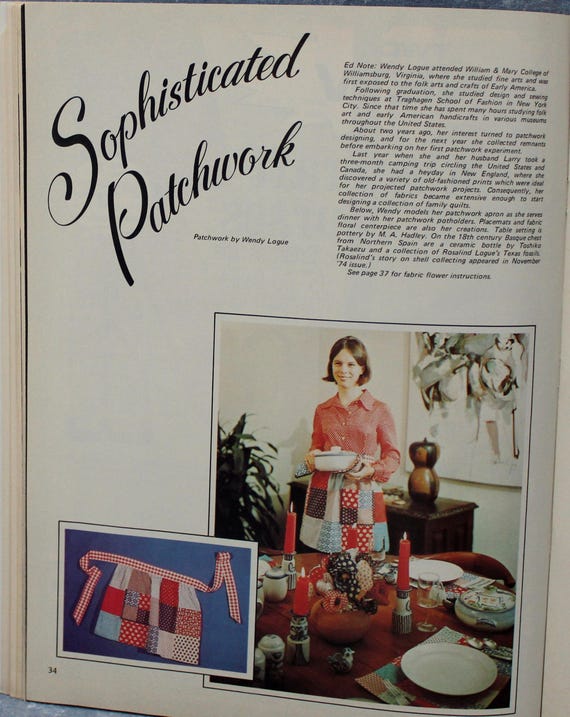 Sophisticated
Patchwork
Patchwork by Wendy Logue
Ed Note: Wendy Logue attended William & Mary College of
Williamsburg, Virginia, where she studied fine arts and was
first exposed to the folk arts and crafts of Early America.
Following graduation, she studied design and sewing
techniques at Traghagen School of Fashion in New York
City. Since that time she has spent many hours studying folk
art and early American handicrafts in various museums
throughout the United States.
About two years ago, her interest turned to patchwork
designing, and for the next year she collected remnants
before embarking on her first patchwork experiment.
Last year when she and her husband Larry took a
three-month camping trip circling the United States and
Canada, she had a heyday in New England, where she
discovered a variety of old-fashioned prints which were ideal
for her projected patchwork projects. Consequently, her
collection of fabrics became extensive enough to start
designing a collection of family quilts.
Below, Wendy models her patchwork apron as she serves
dinner with her patchwork potholders. Placemats and fabric
floral centerpiece are also her creations. Table setting is
pottery by M. A. Hadley. On the 18th century Basque chest
from Northern Spain are a ceramic bottle by Toshiko
Takaezu and a collection of Rosalind Logue's Texas fossils.
(Rosalind's story on shell collecting appeared in November
'74 issue.)
See page 37 for fabric flower instructions.
34